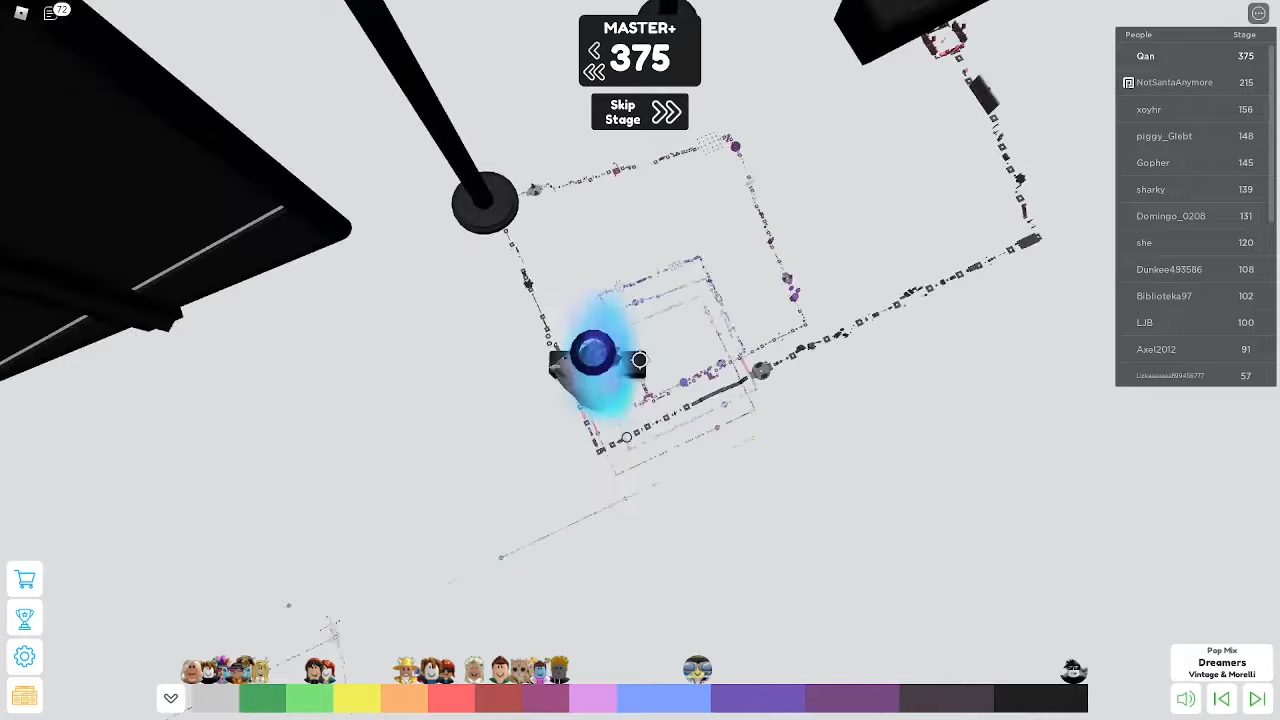 72
MASTER+
375
Skip
Stage
People Stage
Qan 375
NotSantaAnymore 215
xoyhr 156
piggy_Glebt 148
Gopher 145
sharky 139
Domingo_0208 131
she 120
Dunkee493586 108
Biblioteka97 102
LJB 100
Axel2012 91
57
Pop Mix
Dreamers
Vintage & Morelli